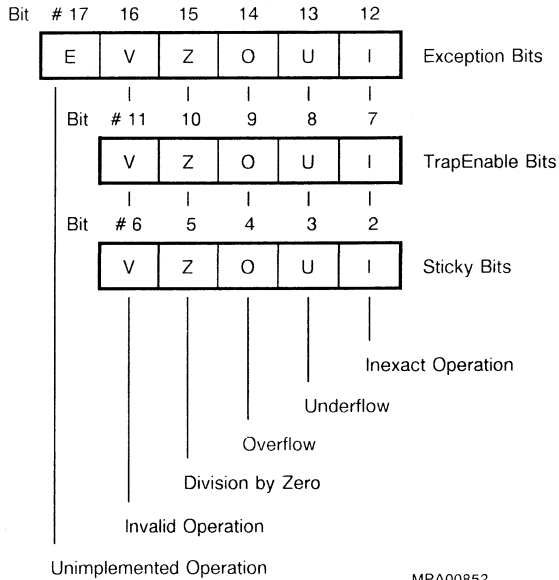 Bit # 17 16 15 14 13 12
E V Z O U I Exception Bits
Bit # 11 10 9 8 7
V Z O U I TrapEnable Bits
Bit # 6 5 4 3 2
V Z O U I Sticky Bits
Inexact Operation
Underflow
Overflow
Division by Zero
Invalid Operation
Unimplemented Operation
MRA00852